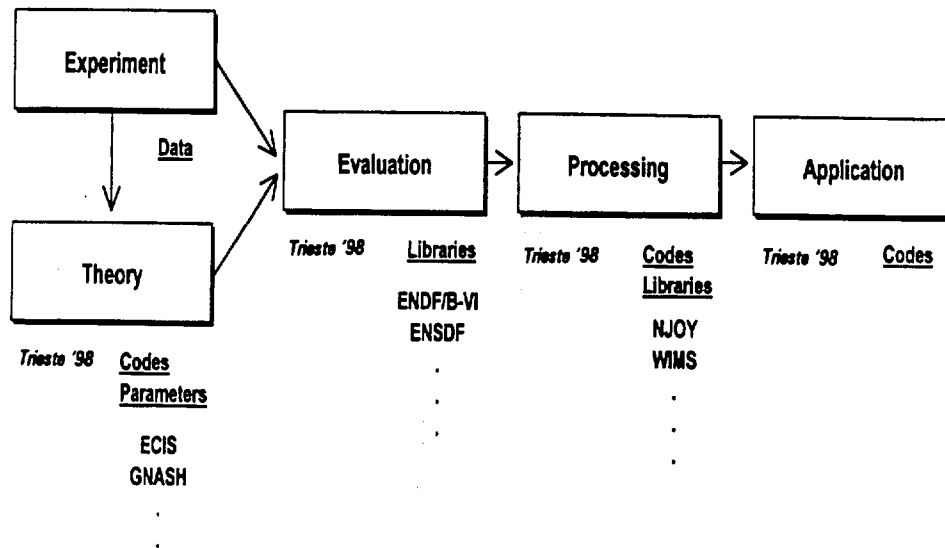 Experiment
Data
Theory
Evaluation
Processing
Application
Trieste '98
Codes
Parameters
ECIS
GNASH
Trieste '98
Libraries
ENDF/B-VI
ENSDF
Trieste '98
Codes
Libraries
NJOY
WIMS
Trieste '98
Codes